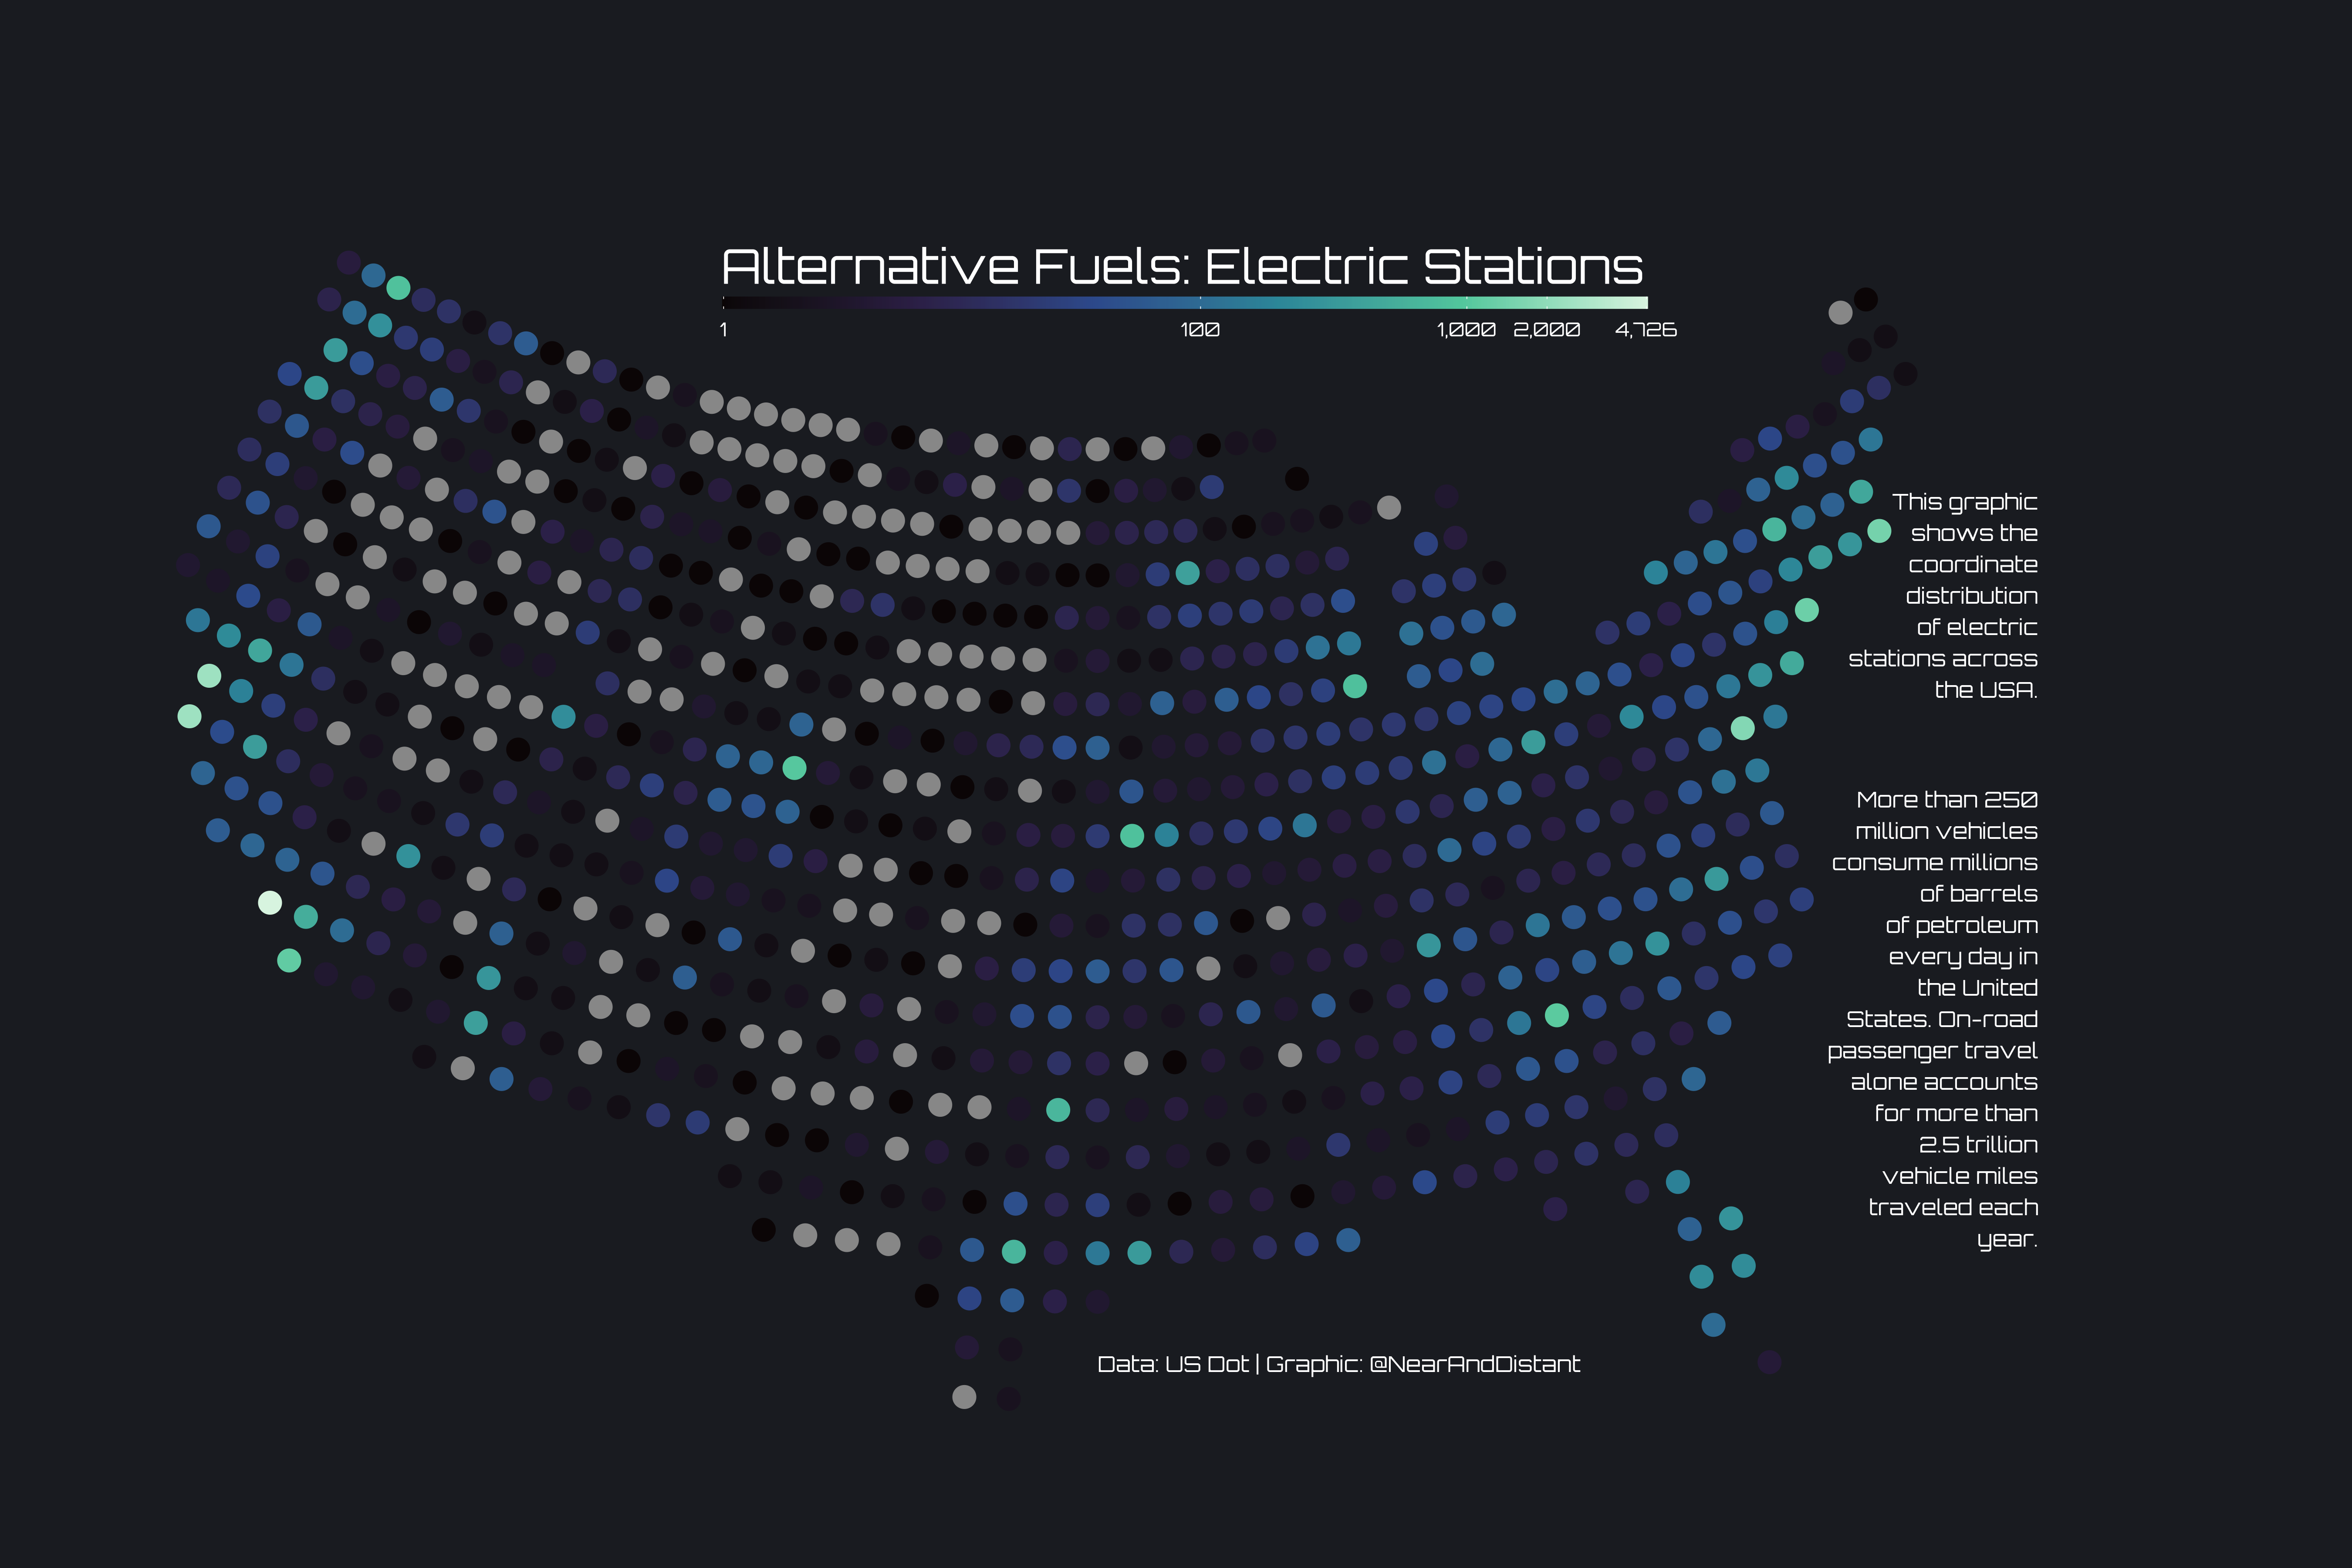 Alternative Fuels: Electric Stations
1 100 1,000 2,000 4,726
This graphic
shows the
coordinate
distribution
of electric
stations across
the USA.
More than 250
million vehicles
consume millions
of barrels
of petroleum
every day in
the United
States. On-road
passenger travel
alone accounts
for more than
2.5 trillion
vehicle miles
traveled each
year.
Data: US Dot | Graphic: @NearAndDistant